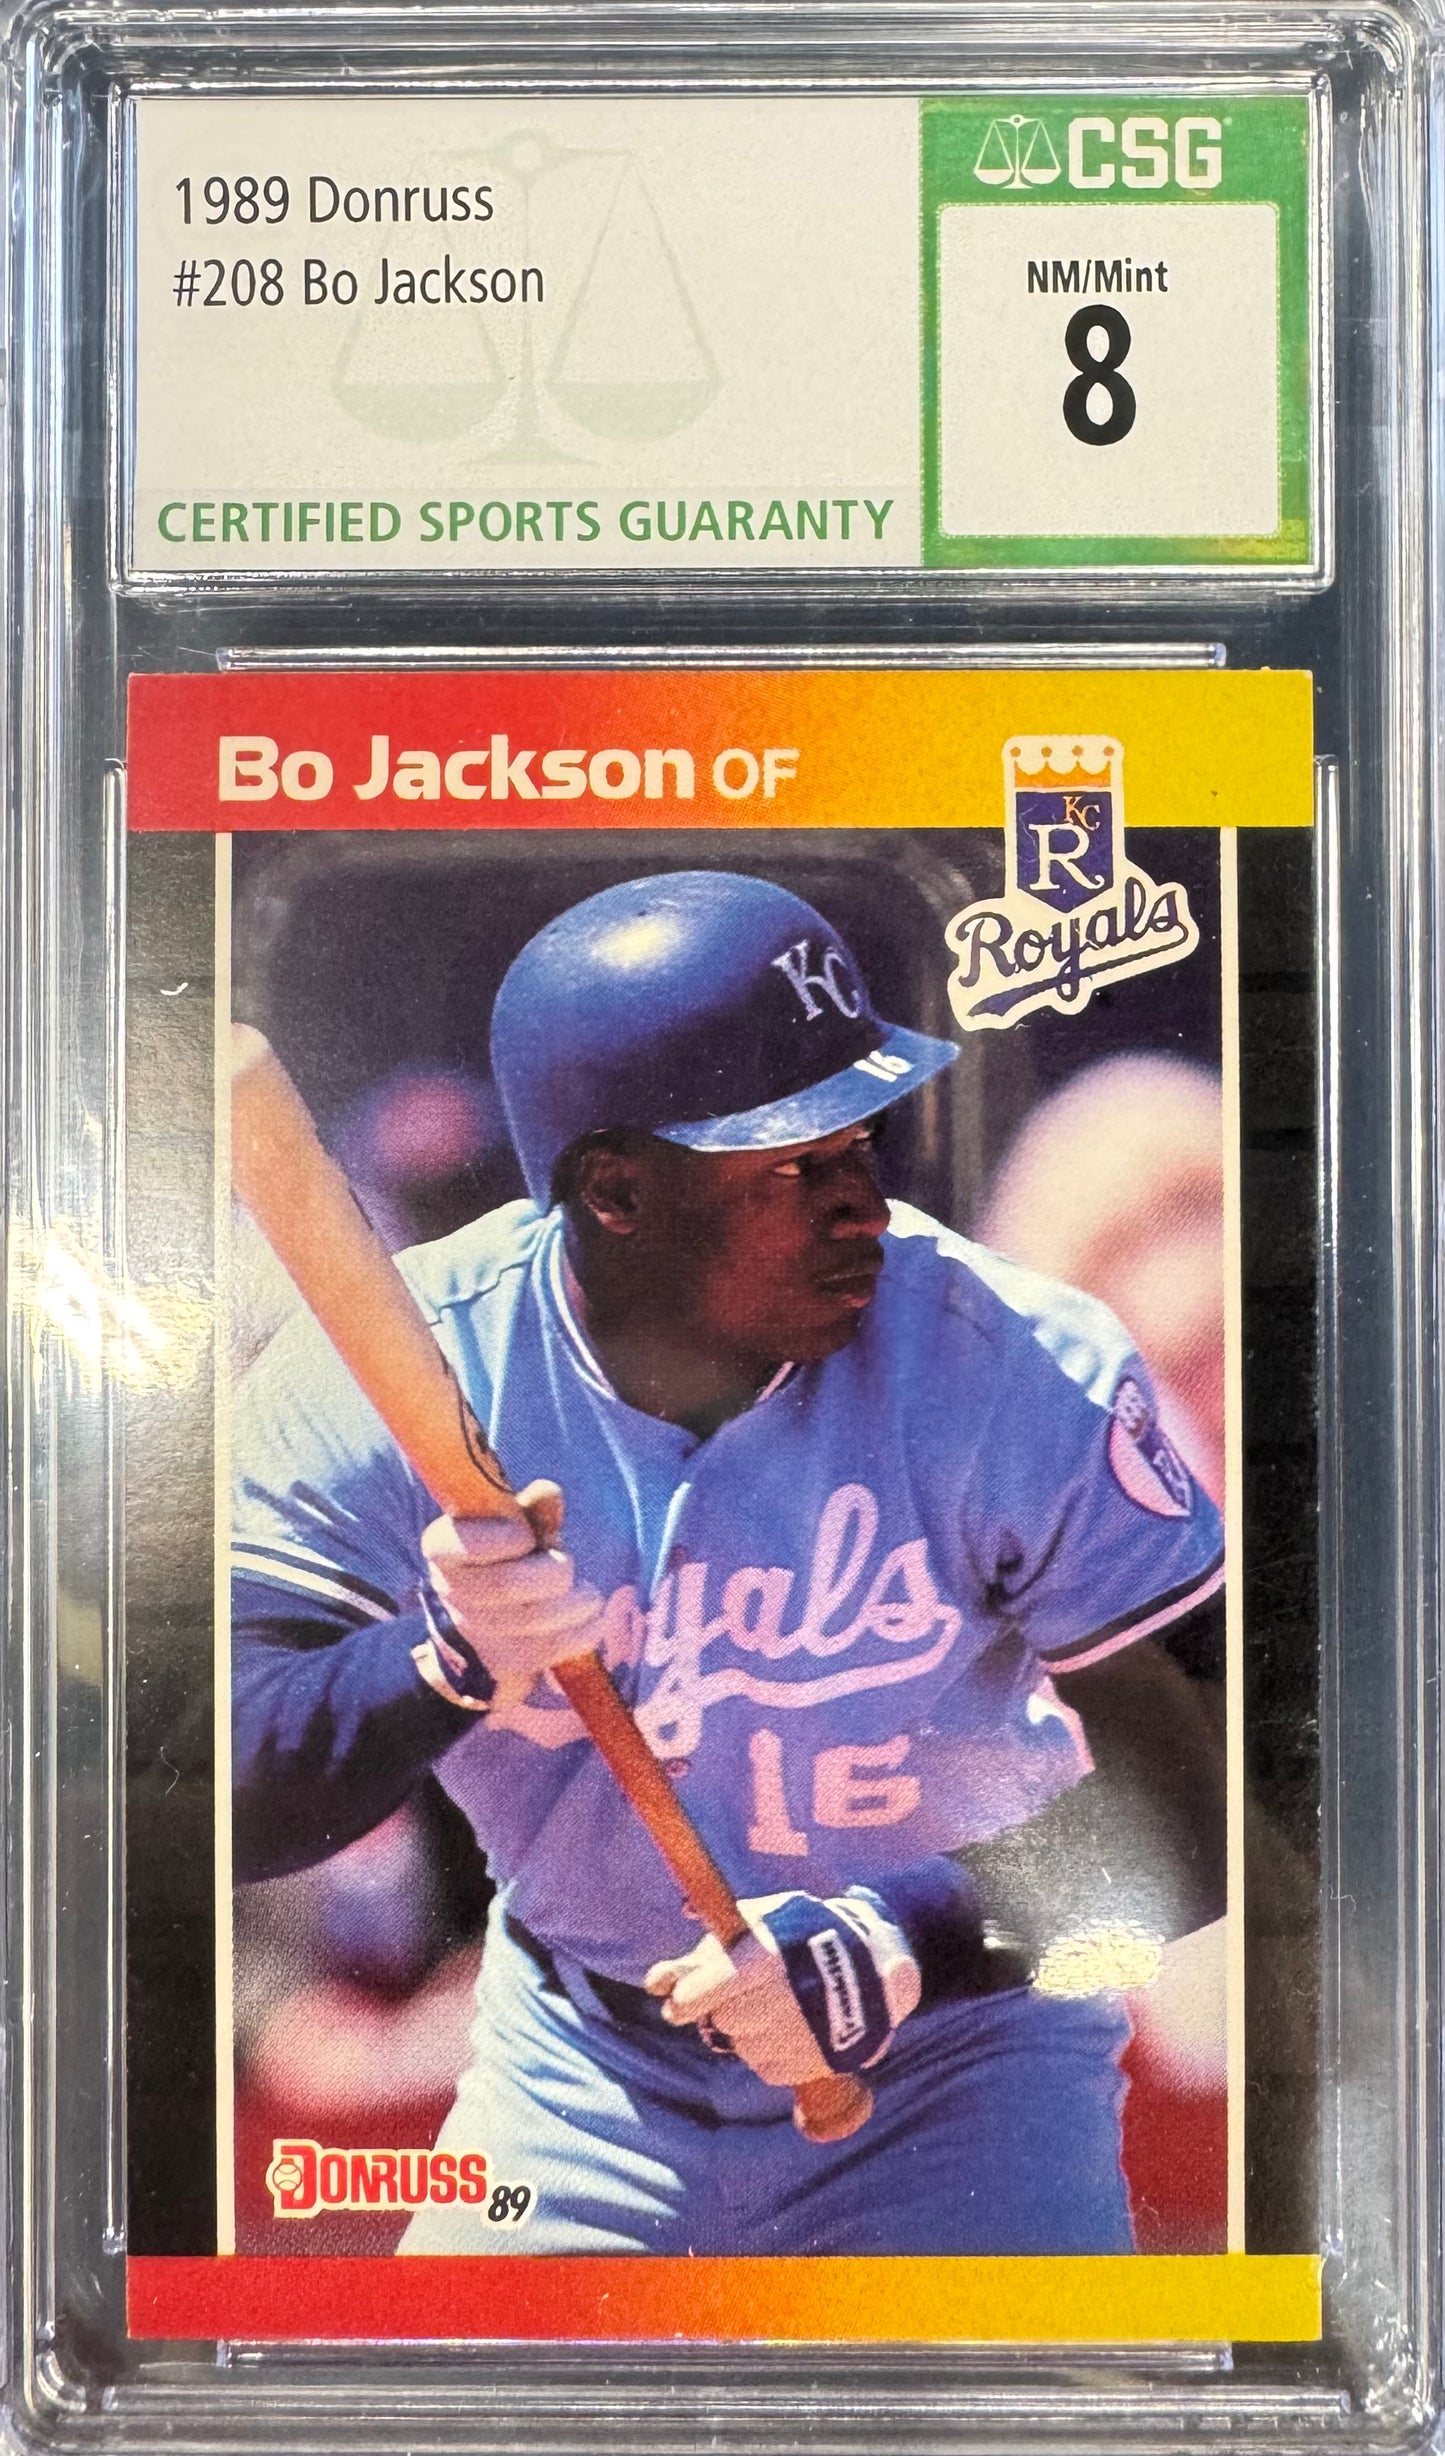 1989 Donruss
#208 Bo Jackson
CERTIFIED SPORTS GUARANTY
CSG
NM/Mint
8
Bo Jackson OF
KC
R
Royals
KC
16
Royals
16
DONRUSS 89